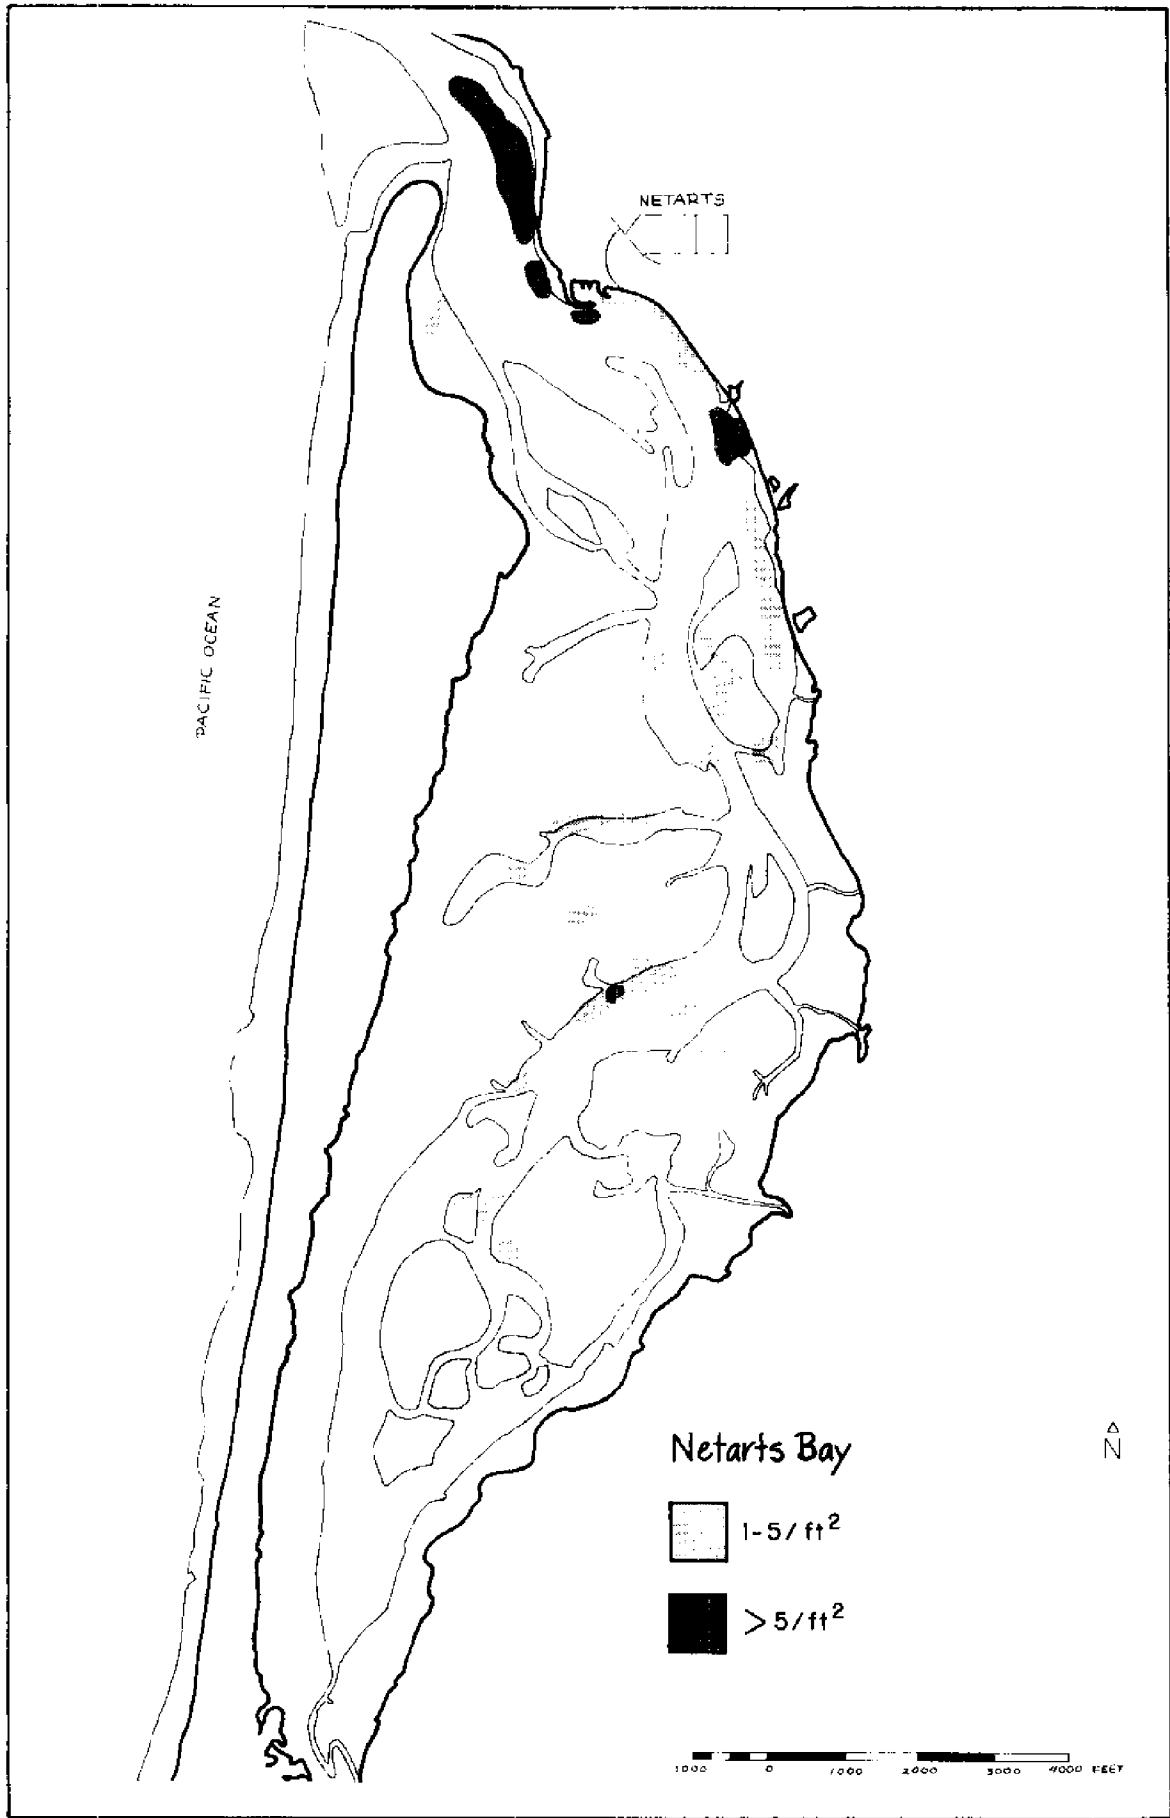 NETARTS
PACIFIC OCEAN
Netarts Bay
N
1-5/ft²
>5/ft²
1000 0 1000 2000 3000 4000 FEET